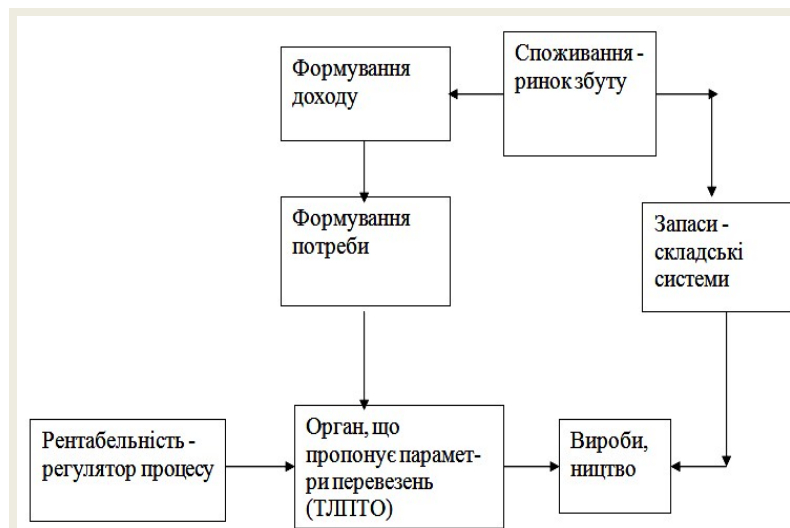 Формування
доходу
Споживання -
ринок збуту
Формування
потреби
Запаси -
складські
системи
Рентабельність -
регулятор процесу
Орган, що
пропонує парамет-
ри перевезень
(ТЛПТО)
Вироби,
ництво